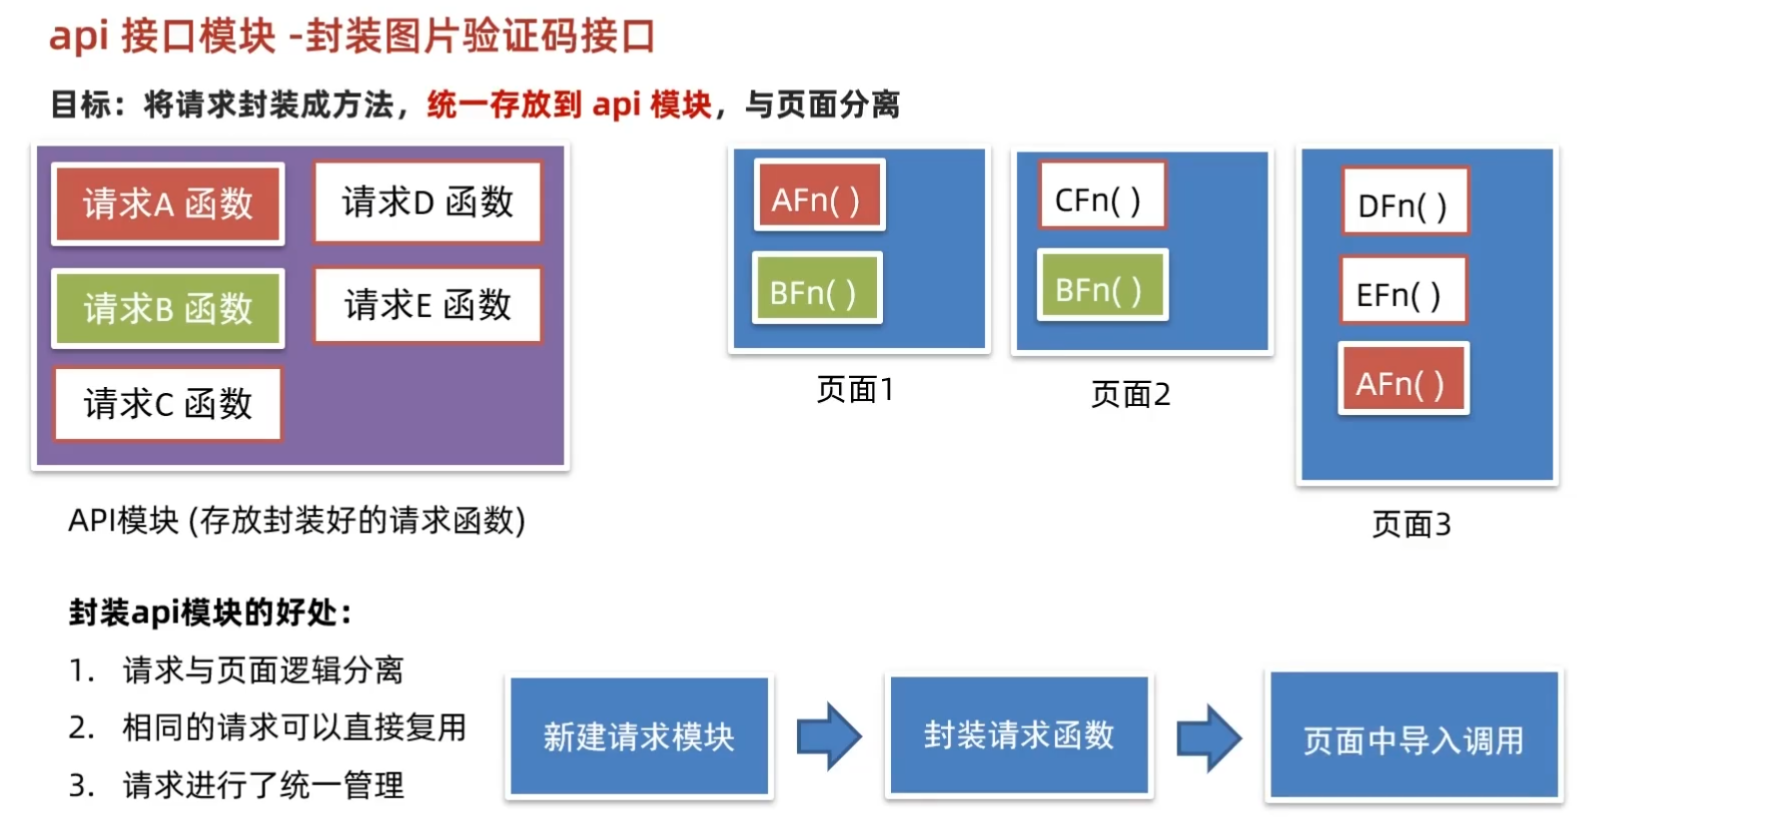 api 接口模块 -封装图片验证码接口
目标：将请求封装成方法，统一存放到 api 模块，与页面分离
请求A 函数
请求D 函数
请求B 函数
请求E 函数
请求C 函数
API模块 (存放封装好的请求函数)
AFn( )
BFn( )
页面1
CFn( )
BFn( )
页面2
DFn( )
EFn( )
AFn( )
页面3
封装api模块的好处：
1. 请求与页面逻辑分离
2. 相同的请求可以直接复用
3. 请求进行了统一管理
新建请求模块
封装请求函数
页面中导入调用